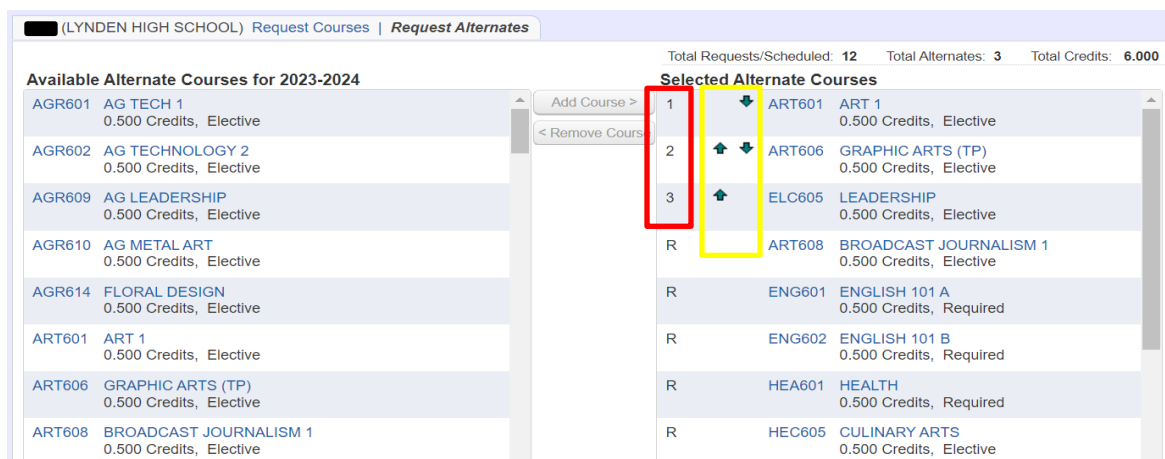 (LYNDEN HIGH SCHOOL) Request Courses | Request Alternates
Total Requests/Scheduled: 12 Total Alternates: 3 Total Credits: 6.000
Available Alternate Courses for 2023-2024
AGR601 AG TECH 1
0.500 Credits, Elective
AGR602 AG TECHNOLOGY 2
0.500 Credits, Elective
AGR609 AG LEADERSHIP
0.500 Credits, Elective
AGR610 AG METAL ART
0.500 Credits, Elective
AGR614 FLORAL DESIGN
0.500 Credits, Elective
ART601 ART 1
0.500 Credits, Elective
ART606 GRAPHIC ARTS (TP)
0.500 Credits, Elective
ART608 BROADCAST JOURNALISM 1
0.500 Credits, Elective
Add Course >
< Remove Course
Selected Alternate Courses
1 ART601 ART 1
0.500 Credits, Elective
2 ART606 GRAPHIC ARTS (TP)
0.500 Credits, Elective
3 ELC605 LEADERSHIP
0.500 Credits, Elective
R ART608 BROADCAST JOURNALISM 1
0.500 Credits, Elective
R ENG601 ENGLISH 101 A
0.500 Credits, Required
R ENG602 ENGLISH 101 B
0.500 Credits, Required
R HEA601 HEALTH
0.500 Credits, Required
R HEC605 CULINARY ARTS
0.500 Credits, Elective